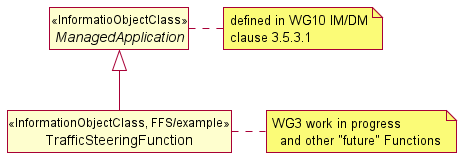 «InformatioObjectClass»
ManagedApplication
defined in WG10 IM/DM
clause 3.5.3.1
«InformationObjectClass, FFS/example»
TrafficSteeringFunction
WG3 work in progress
and other "future" Functions